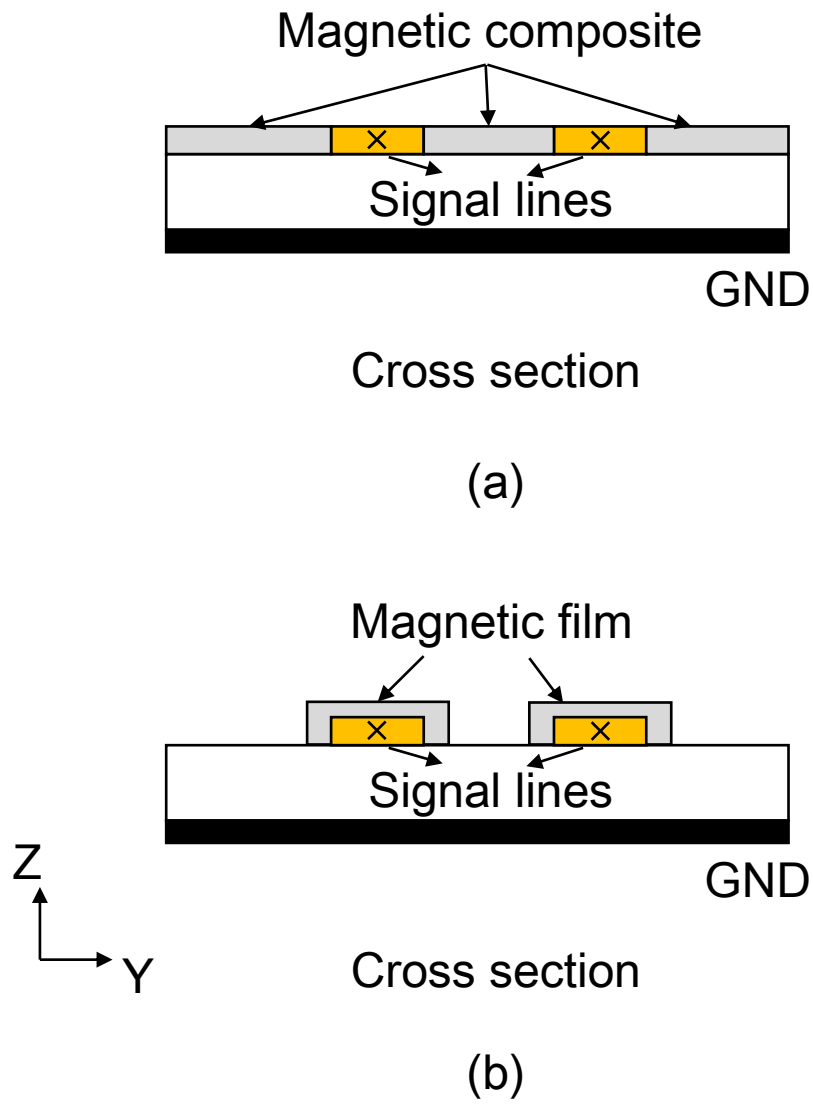 Magnetic composite
Signal lines
GND
Cross section
(a)
Magnetic film
Signal lines
GND
Z
Y
Cross section
(b)